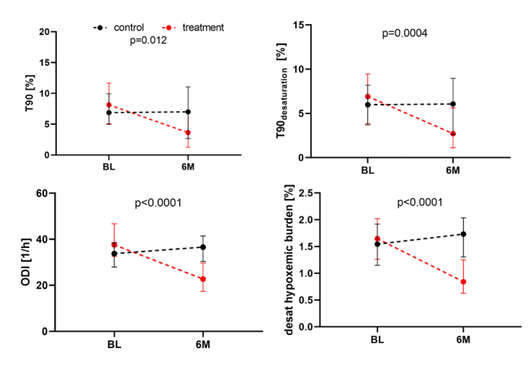 control treatment
p=0.012
20
15
10
5
0
T90 [%]
BL 6M
p=0.0004
15
10
5
0
T90desaturation [%]
BL 6M
p<0.0001
60
40
20
0
ODI [1/h]
BL 6M
p<0.0001
2.5
2.0
1.5
1.0
0.5
0.0
desat hypoxemic burden [%]
BL 6M